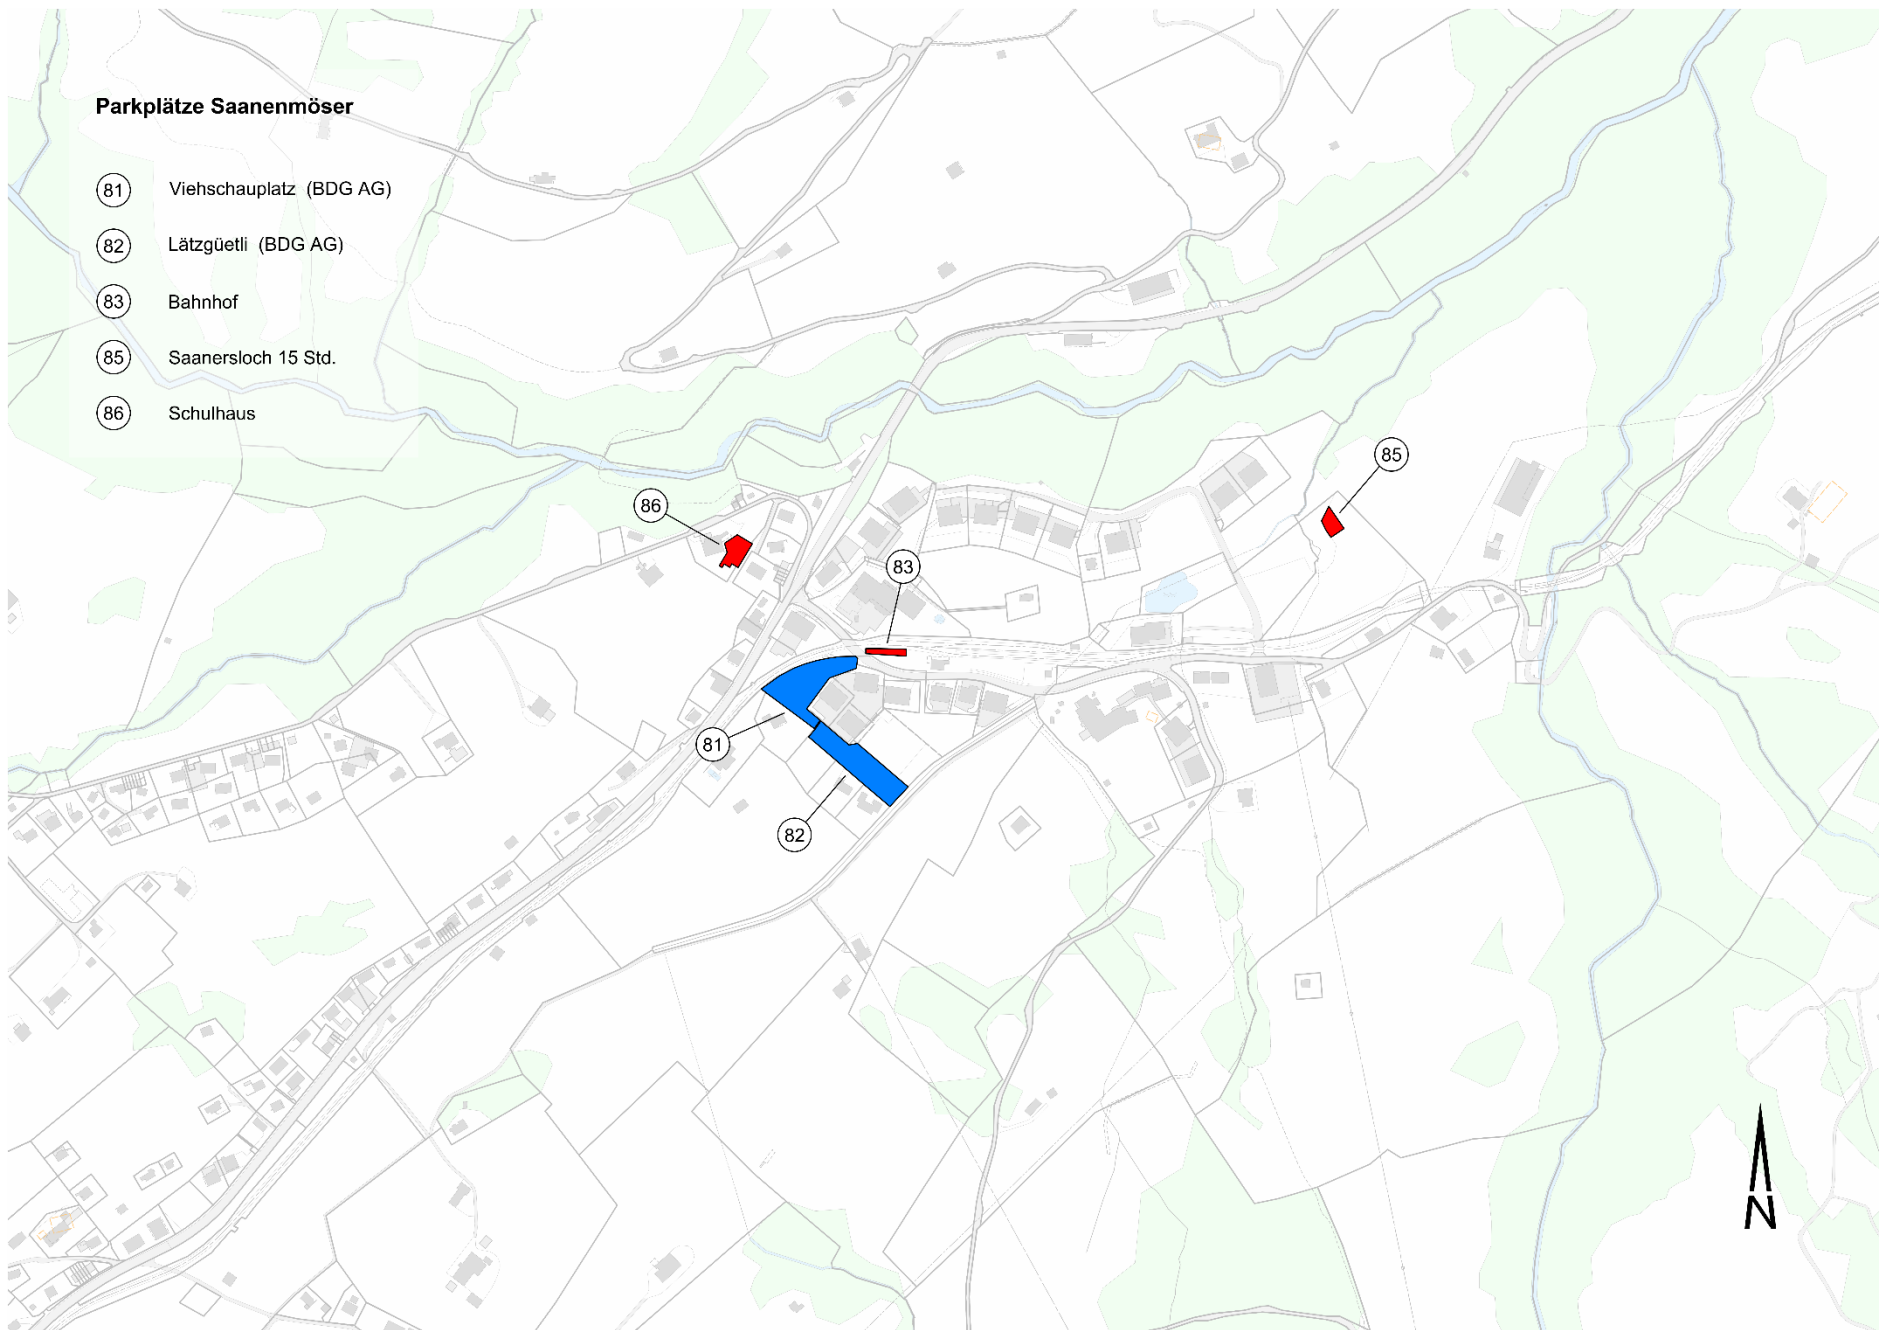 Parkplätze Saanenmöser
81 Viehschauplatz (BDG AG)
82 Lätzgüetli (BDG AG)
83 Bahnhof
85 Saanersloch 15 Std.
86 Schulhaus
85
86
83
81
82
N